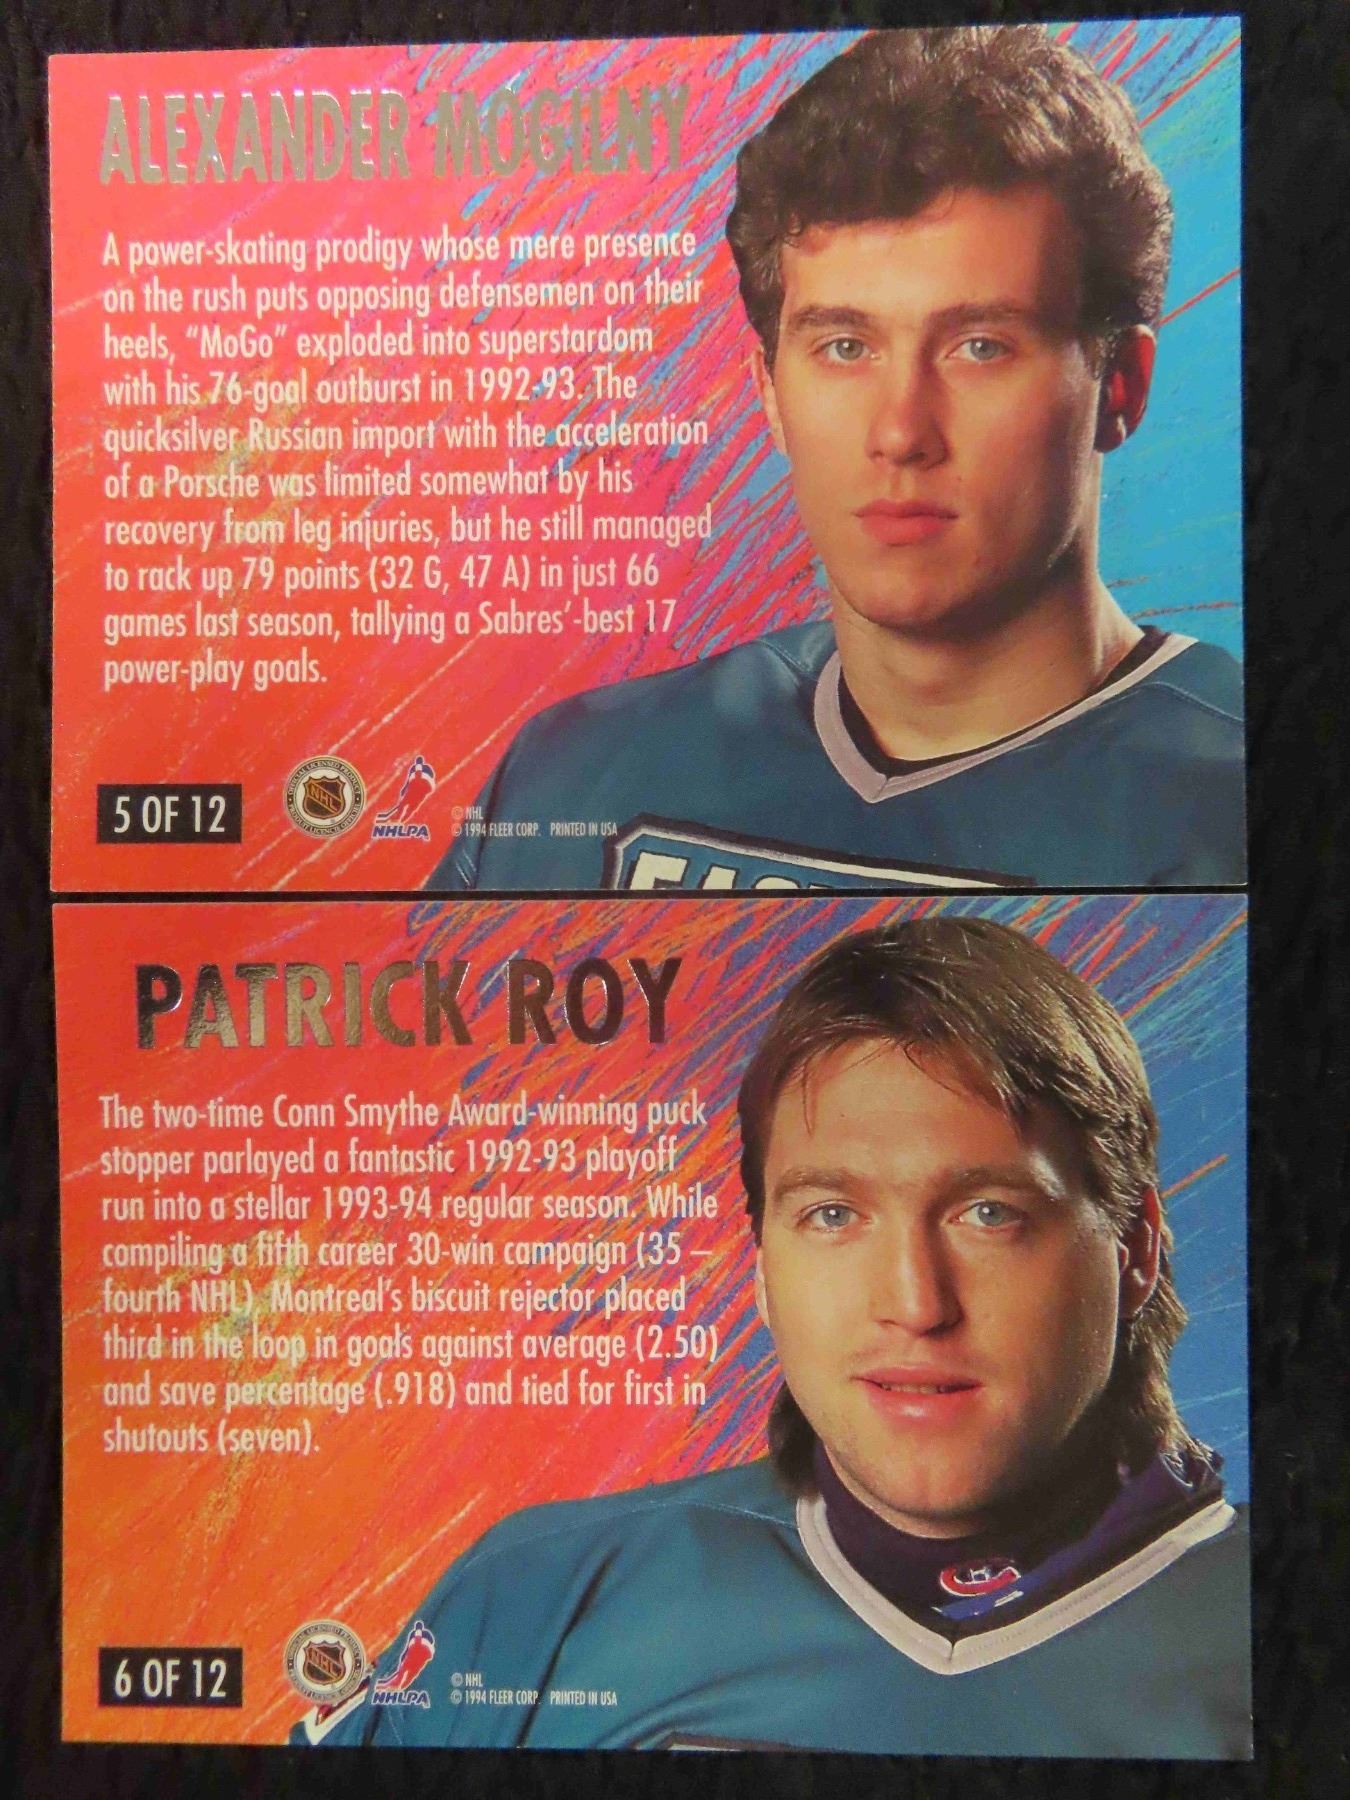 ALEXANDER MOGILNY
A power-skating prodigy whose mere presence
on the rush puts opposing defensemen on their
heels, “MoGo” exploded into superstardom
with his 76-goal outburst in 1992-93. The
quicksilver Russian import with the acceleration
of a Porsche was limited somewhat by his
recovery from leg injuries, but he still managed
to rack up 79 points (32 G, 47 A) in just 66
games last season, tallying a Sabres’-best 17
power-play goals.
5 OF 12
NHL
NHLPA
© NHL
© 1994 FLEER CORP. PRINTED IN USA
PATRICK ROY
The two-time Conn Smythe Award-winning puck
stopper parlayed a fantastic 1992-93 playoff
run into a stellar 1993-94 regular season. While
compiling a fifth career 30-win campaign (35 –
fourth NHL), Montreal’s biscuit rejector placed
third in the loop in goals against average (2.50)
and save percentage (.918) and tied for first in
shutouts (seven).
6 OF 12
NHL
NHLPA
© NHL
© 1994 FLEER CORP. PRINTED IN USA